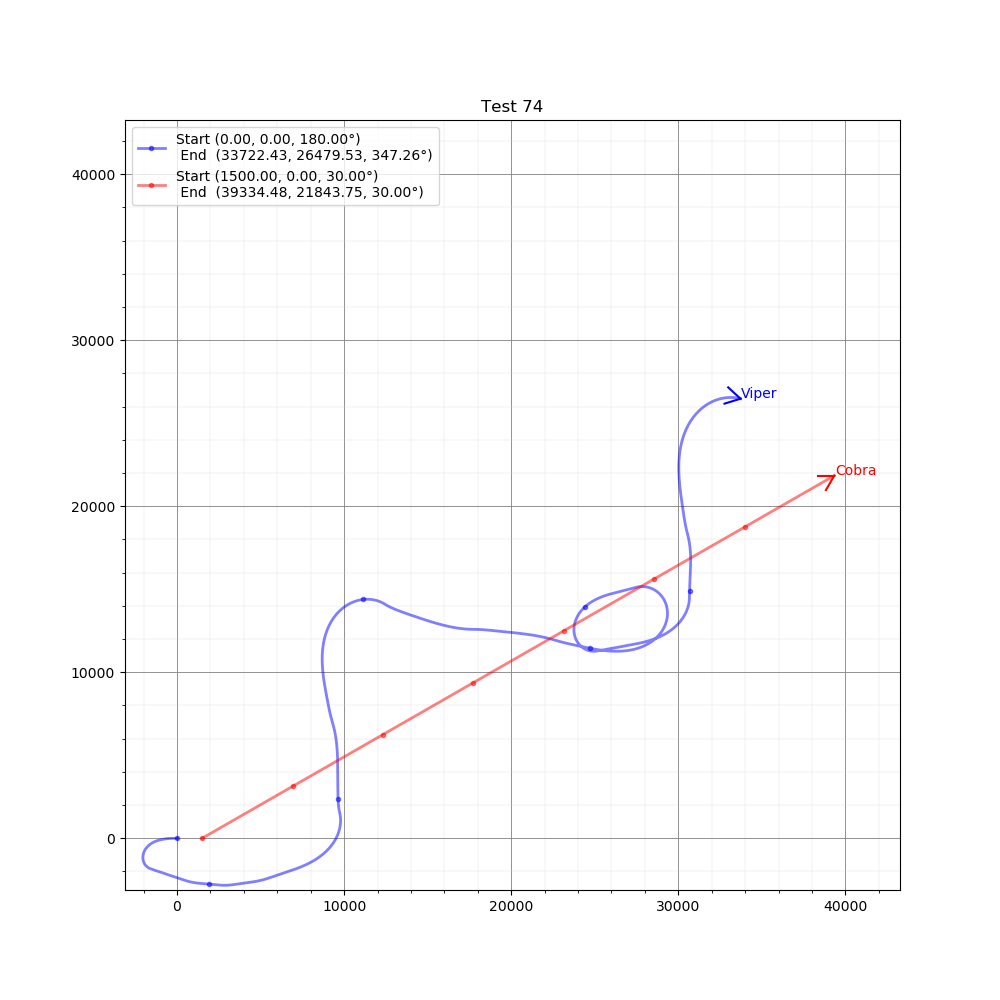 Test 74
Start (0.00, 0.00, 180.00°)
End  (33722.43, 26479.53, 347.26°)
Start (1500.00, 0.00, 30.00°)
End  (39334.48, 21843.75, 30.00°)
40000
30000
20000
10000
0
Viper
Cobra
0
10000
20000
30000
40000